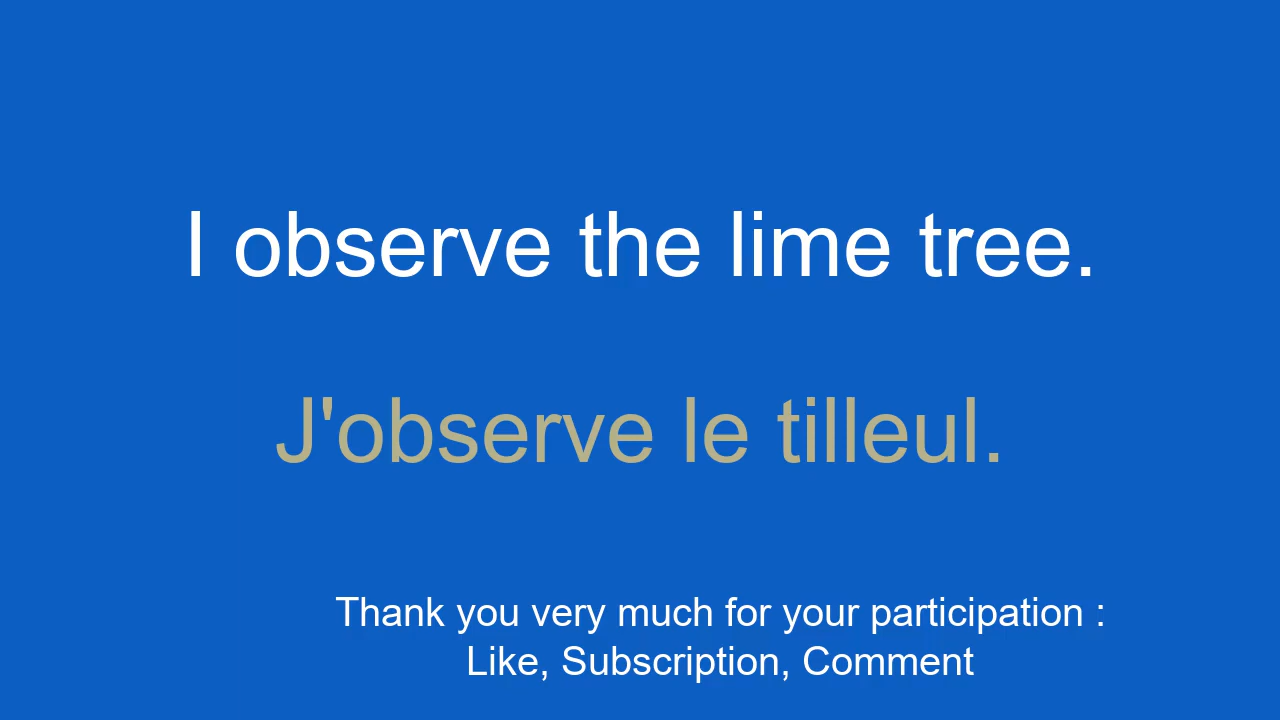 I observe the lime tree.
J'observe le tilleul.
Thank you very much for your participation :
Like, Subscription, Comment